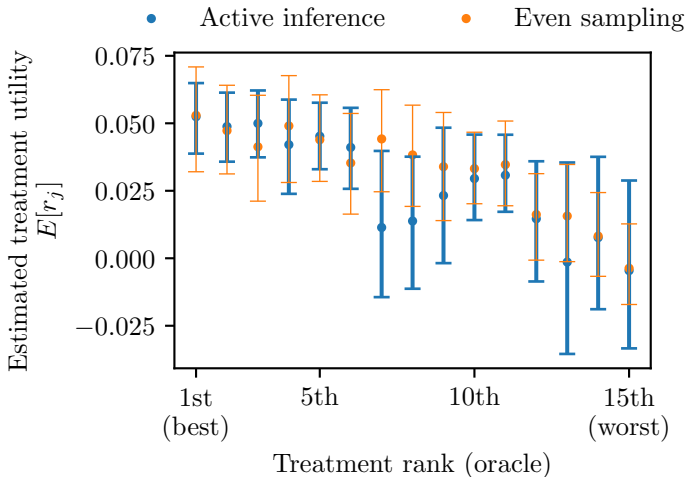 Active inference
Even sampling
Estimated treatment utility
E[r_j]
0.075
0.050
0.025
0.000
−0.025
1st
(best)
5th
10th
15th
(worst)
Treatment rank (oracle)